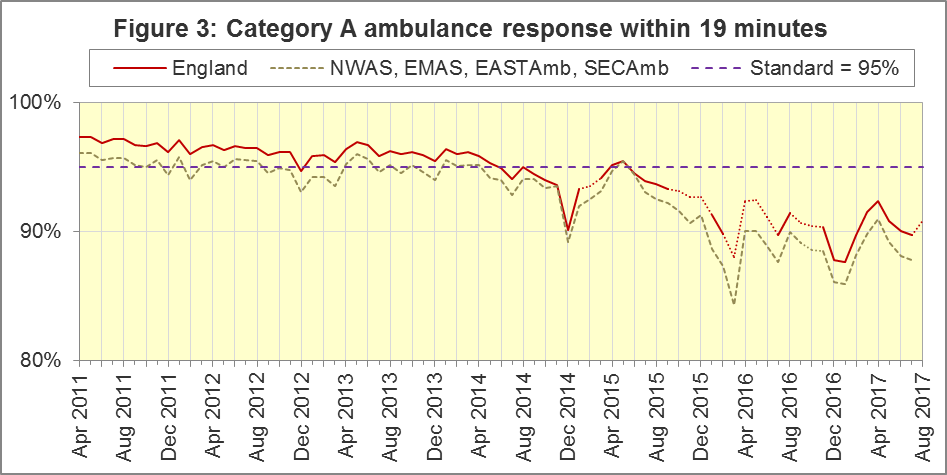 Figure 3: Category A ambulance response within 19 minutes
England NWAS, EMAS, EASTAmb, SECAmb Standard = 95%
100%
90%
80%
Apr 2011
Aug 2011
Dec 2011
Apr 2012
Aug 2012
Dec 2012
Apr 2013
Aug 2013
Dec 2013
Apr 2014
Aug 2014
Dec 2014
Apr 2015
Aug 2015
Dec 2015
Apr 2016
Aug 2016
Dec 2016
Apr 2017
Aug 2017